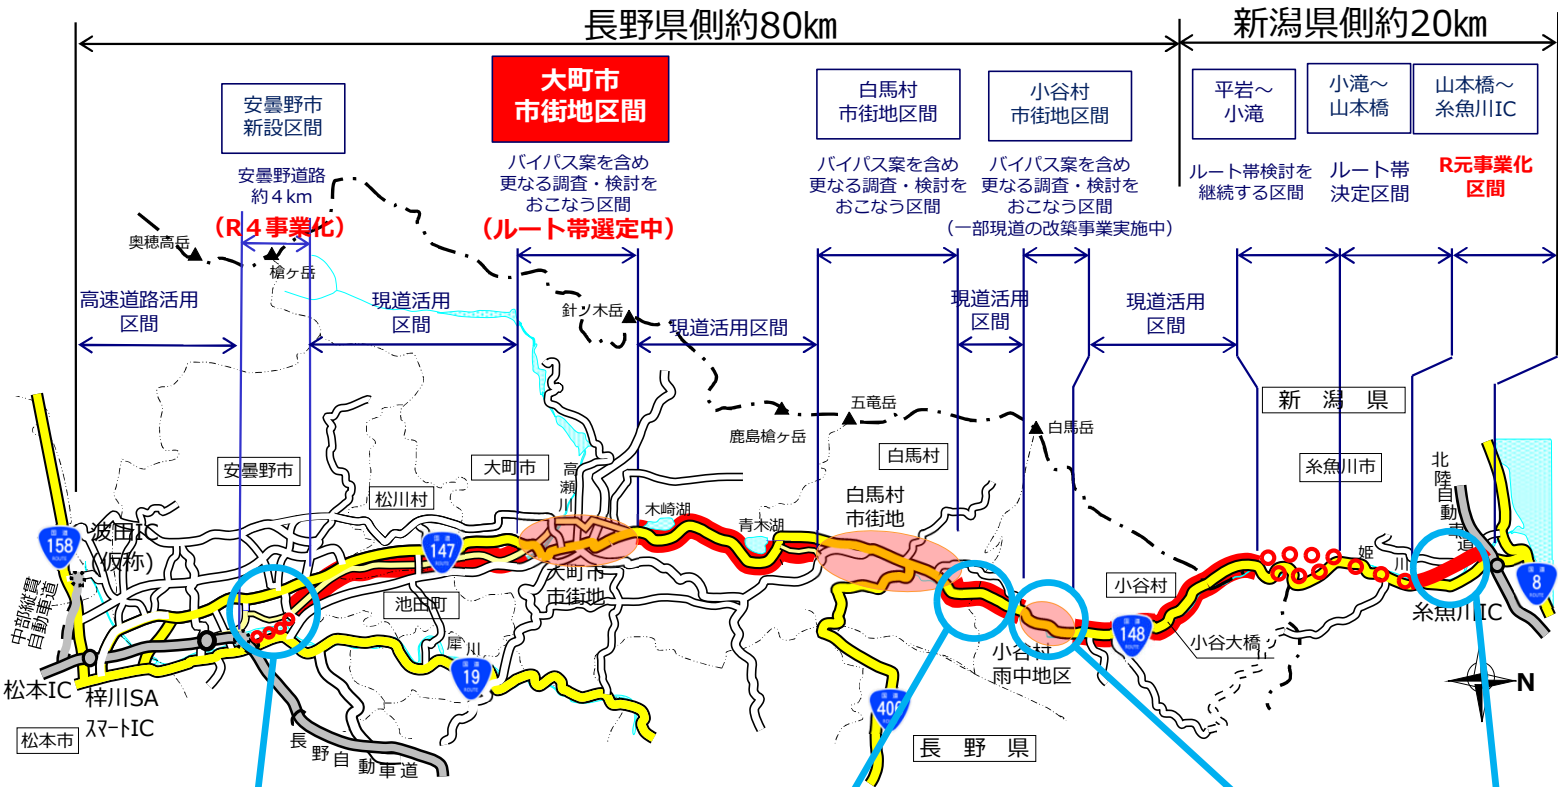 長野県側約80㎞
新潟県側約20㎞
安曇野市
新設区間
大町市
市街地区間
白馬村
市街地区間
小谷村
市街地区間
平岩～
小滝
小滝～
山本橋
山本橋～
糸魚川IC
安曇野道路
約４km
（R４事業化）
バイパス案を含め
更なる調査・検討を
おこなう区間
（ルート帯選定中）
バイパス案を含め
更なる調査・検討を
おこなう区間
バイパス案を含め
更なる調査・検討を
おこなう区間
（一部現道の改築事業実施中）
ルート帯検討を
継続する区間
ルート帯
決定区間
R元事業化
区間
奥穂高岳
槍ヶ岳
針ノ木岳
高速道路活用
区間
現道活用
区間
現道活用区間
現道活用
区間
現道活用
区間
鹿島槍ヶ岳
五竜岳
白馬岳
新潟県
安曇野市
松川村
大町市
高瀬川
木崎湖
青木湖
白馬村
白馬村
市街地
糸魚川市
北陸自動車道
姫川
国道
158
ROUTE
波田IC
(仮称)
国道
147
ROUTE
大町市
市街地
池田町
中部縦貫
自動車道
犀川
国道
19
ROUTE
小谷村
国道
148
ROUTE
小谷大橋
小谷村
雨中地区
国道
8
ROUTE
糸魚川IC
国道
406
松本IC
梓川SA
ｽﾏｰﾄIC
松本市
長野自動車道
長野県
N